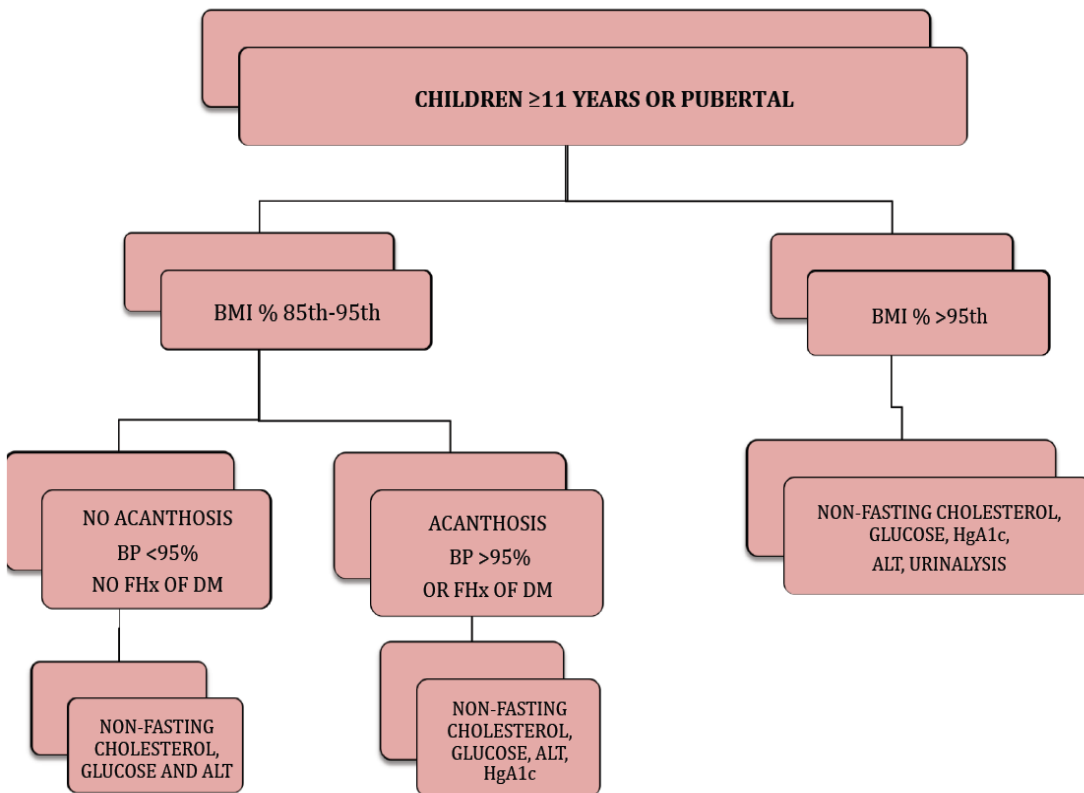 CHILDREN ≥11 YEARS OR PUBERTAL
BMI % 85th-95th
BMI % >95th
NO ACANTHOSIS
BP <95%
NO FHx OF DM
ACANTHOSIS
BP >95%
OR FHx OF DM
NON-FASTING CHOLESTEROL,
GLUCOSE, HgA1c,
ALT, URINALYSIS
NON-FASTING
CHOLESTEROL,
GLUCOSE AND ALT
NON-FASTING
CHOLESTEROL,
GLUCOSE, ALT,
HgA1c